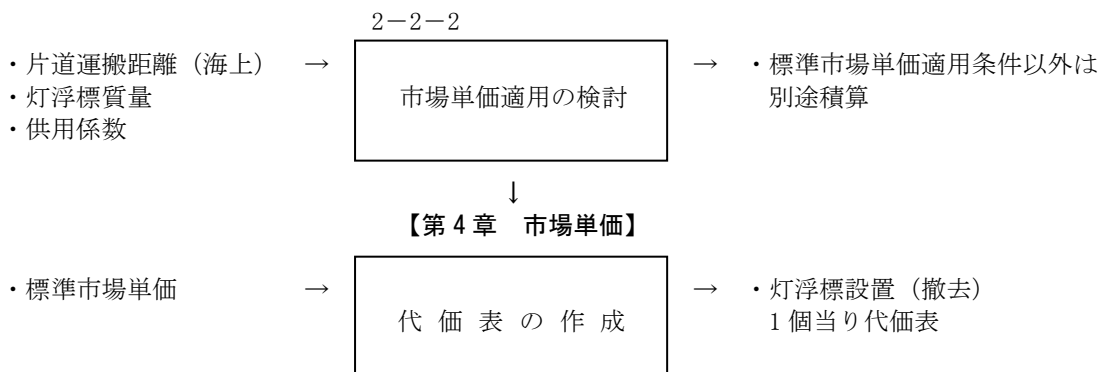 2－2－2
・片道運搬距離（海上） → 市場単価適用の検討 → ・標準市場単価適用条件以外は
・灯浮標質量 別途積算
・供用係数
↓
【第４章　市場単価】
・標準市場単価 → 代 価 表 の 作 成 → ・灯浮標設置（撤去）
１個当り代価表